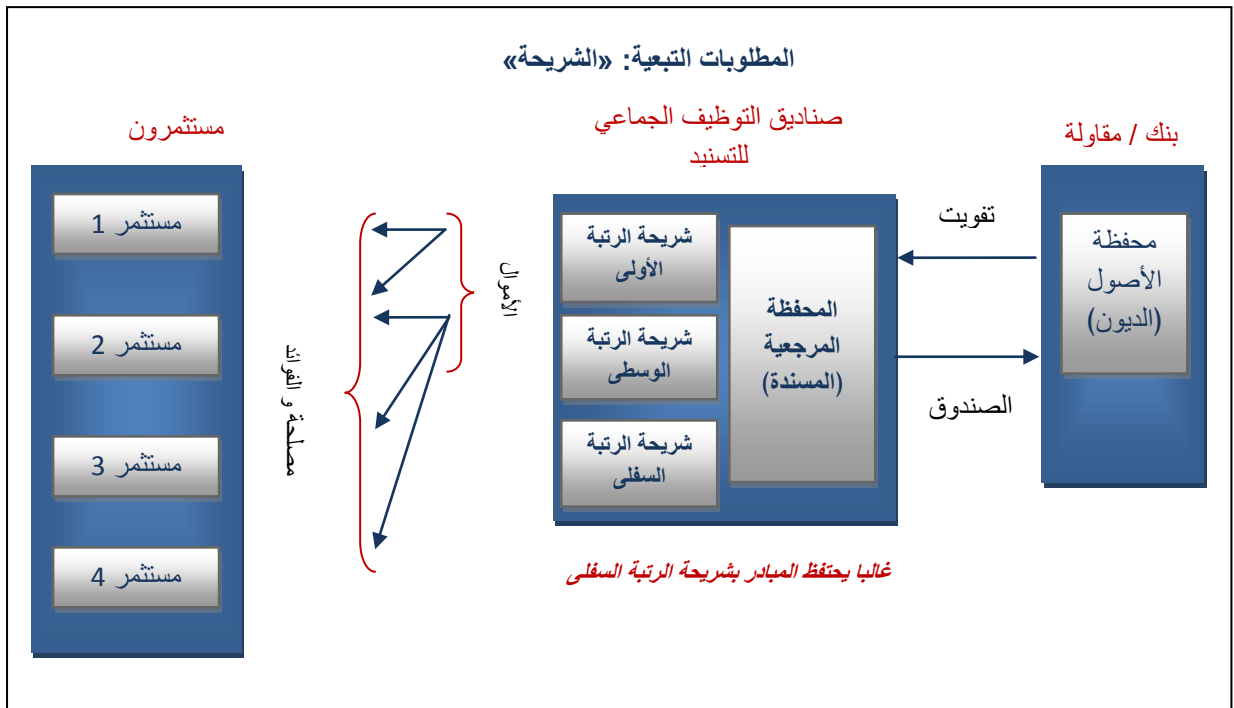 المطلوبات التبعية: «الشريحة»
بنك / مقاولة
صناديق التوظيف الجماعي
للتسنيد
مستثمرون
محفظة
الأصول
(الديون)
تفويت
الصندوق
المحفظة
المرجعية
(المسندة)
شريحة الرتبة
الأولى
شريحة الرتبة
الوسطى
شريحة الرتبة
السفلى
الأموال
مصلحة و الفوائد
مستثمر 1
مستثمر 2
مستثمر 3
مستثمر 4
غالبا يحتفظ المبادر بشريحة الرتبة السفلى